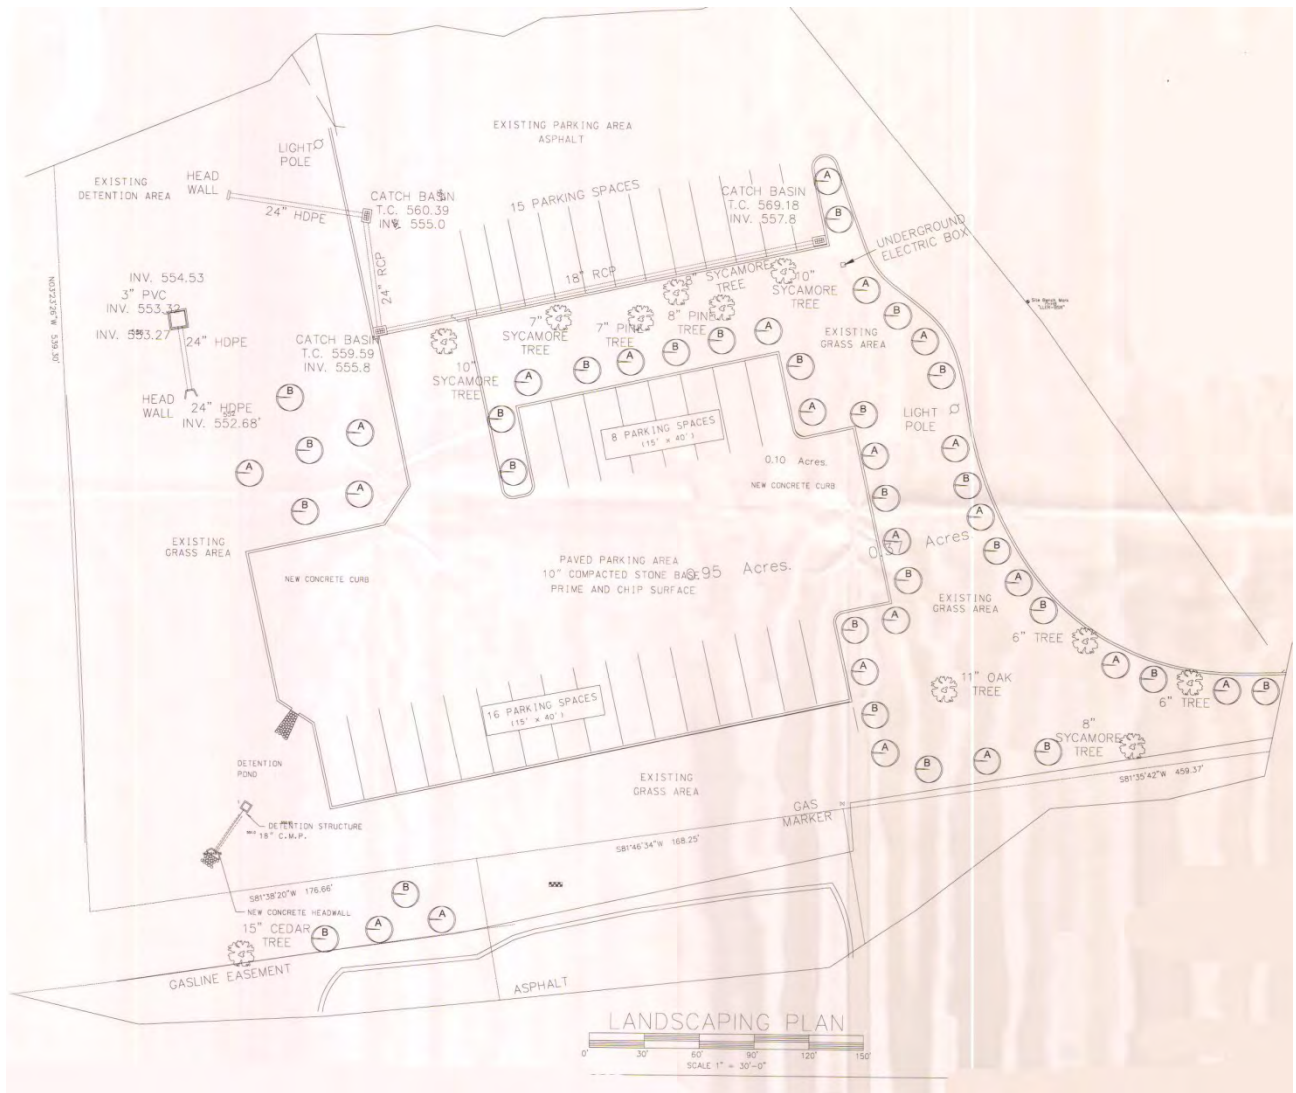 EXISTING PARKING AREA
ASPHALT
LIGHT
POLE
HEAD
WALL
EXISTING
DETENTION AREA
24" HDPE
CATCH BASIN
T.C. 560.39
INV. 555.0
15 PARKING SPACES
CATCH BASIN
T.C. 569.18
INV. 557.8
UNDERGROUND
ELECTRIC BOX
24" RCP
18" RCP
8" SYCAMORE
TREE
10"
SYCAMORE
TREE
N03°23'26"W 539.30'
INV. 554.53
3" PVC
INV. 553.32
INV. 553.27
24" HDPE
CATCH BASIN
T.C. 559.59
INV. 555.8
7"
SYCAMORE
TREE
7" PINE
TREE
8" PINE
TREE
10"
SYCAMORE
TREE
EXISTING
GRASS AREA
HEAD
WALL
24" HDPE
INV. 552.68'
LIGHT
POLE
8 PARKING SPACES
(15' x 40')
0.10 Acres.
NEW CONCRETE CURB
EXISTING
GRASS AREA
NEW CONCRETE CURB
PAVED PARKING AREA
10" COMPACTED STONE BASE
PRIME AND CHIP SURFACE
0.95 Acres.
0.37 Acres
EXISTING
GRASS AREA
6" TREE
11" OAK
TREE
6" TREE
16 PARKING SPACES
(15' x 40')
8"
SYCAMORE
TREE
DETENTION
POND
EXISTING
GRASS AREA
S81°35'42"W 459.37'
GAS
MARKER
DETENTION STRUCTURE
18" C.M.P.
S81°46'34"W 168.25'
S81°38'20"W 176.66'
NEW CONCRETE HEADWALL
15" CEDAR
TREE
GASLINE EASEMENT
ASPHALT
LANDSCAPING PLAN
0' 30' 60' 90' 120' 150'
SCALE 1" = 30'-0"